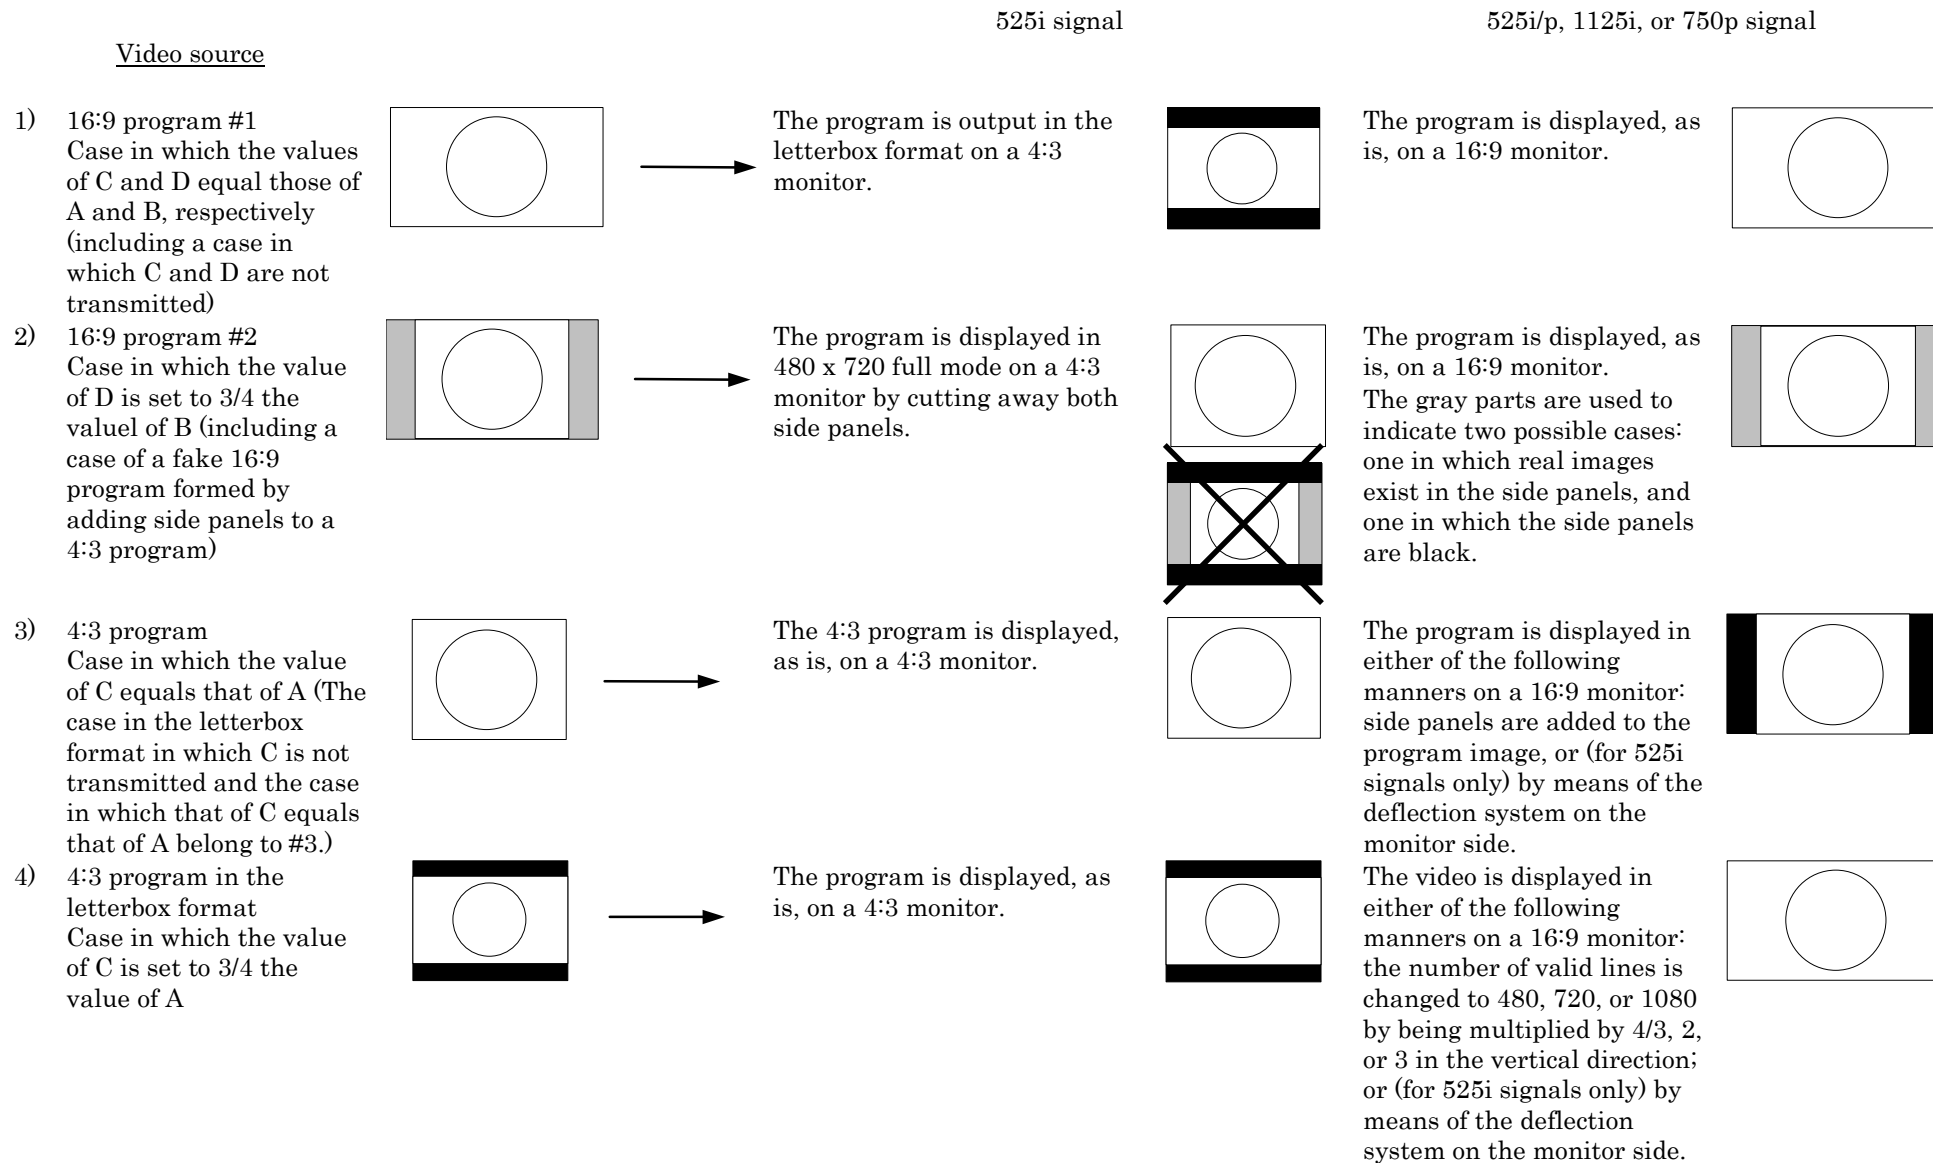 525i signal
525i/p, 1125i, or 750p signal
Video source
1) 16:9 program #1
Case in which the values
of C and D equal those of
A and B, respectively
(including a case in
which C and D are not
transmitted)
The program is output in the
letterbox format on a 4:3
monitor.
The program is displayed, as
is, on a 16:9 monitor.
2) 16:9 program #2
Case in which the value
of D is set to 3/4 the
valuel of B (including a
case of a fake 16:9
program formed by
adding side panels to a
4:3 program)
The program is displayed in
480 x 720 full mode on a 4:3
monitor by cutting away both
side panels.
The program is displayed, as
is, on a 16:9 monitor.
The gray parts are used to
indicate two possible cases:
one in which real images
exist in the side panels, and
one in which the side panels
are black.
3) 4:3 program
Case in which the value
of C equals that of A (The
case in the letterbox
format in which C is not
transmitted and the case
in which that of C equals
that of A belong to #3.)
The 4:3 program is displayed,
as is, on a 4:3 monitor.
The program is displayed in
either of the following
manners on a 16:9 monitor:
side panels are added to the
program image, or (for 525i
signals only) by means of the
deflection system on the
monitor side.
4) 4:3 program in the
letterbox format
Case in which the value
of C is set to 3/4 the
value of A
The program is displayed, as
is, on a 4:3 monitor.
The video is displayed in
either of the following
manners on a 16:9 monitor:
the number of valid lines is
changed to 480, 720, or 1080
by being multiplied by 4/3, 2,
or 3 in the vertical direction;
or (for 525i signals only) by
means of the deflection
system on the monitor side.